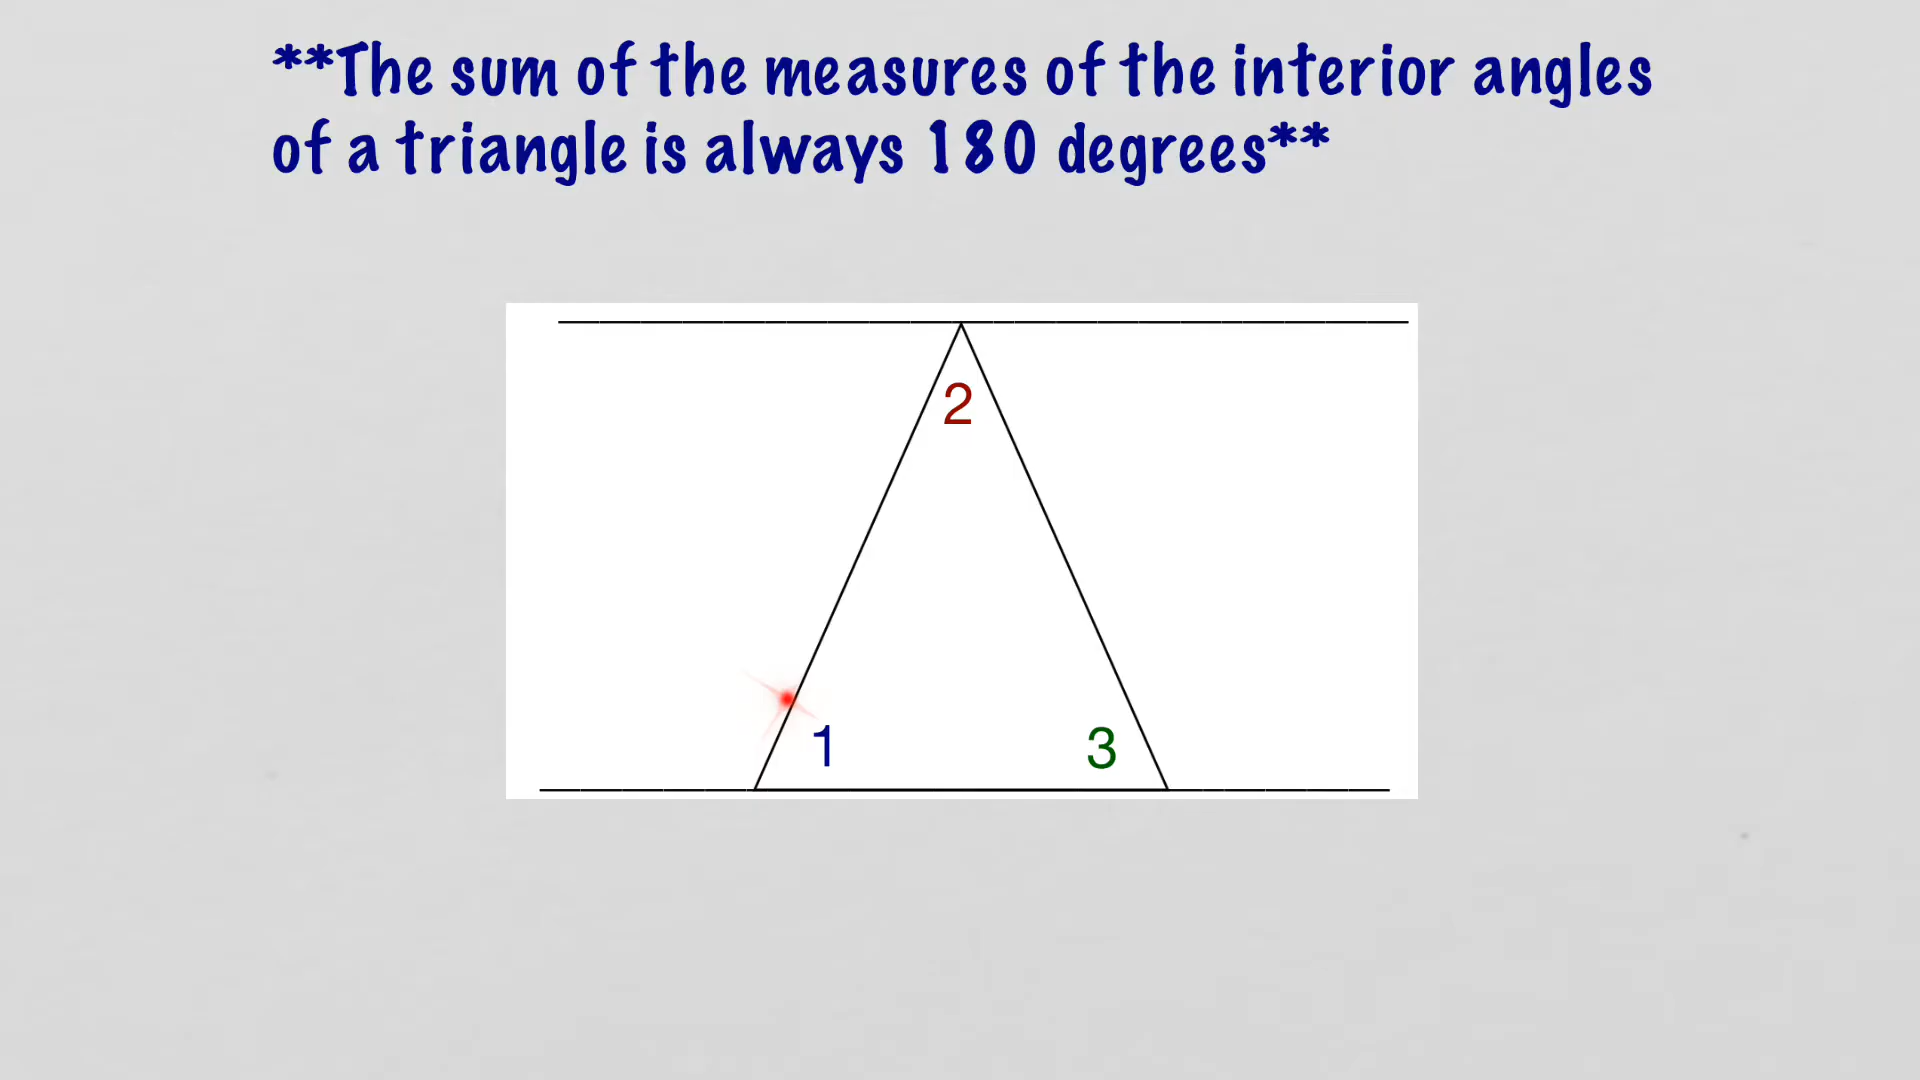 **The sum of the measures of the interior angles
of a triangle is always 180 degrees**
2
1 3